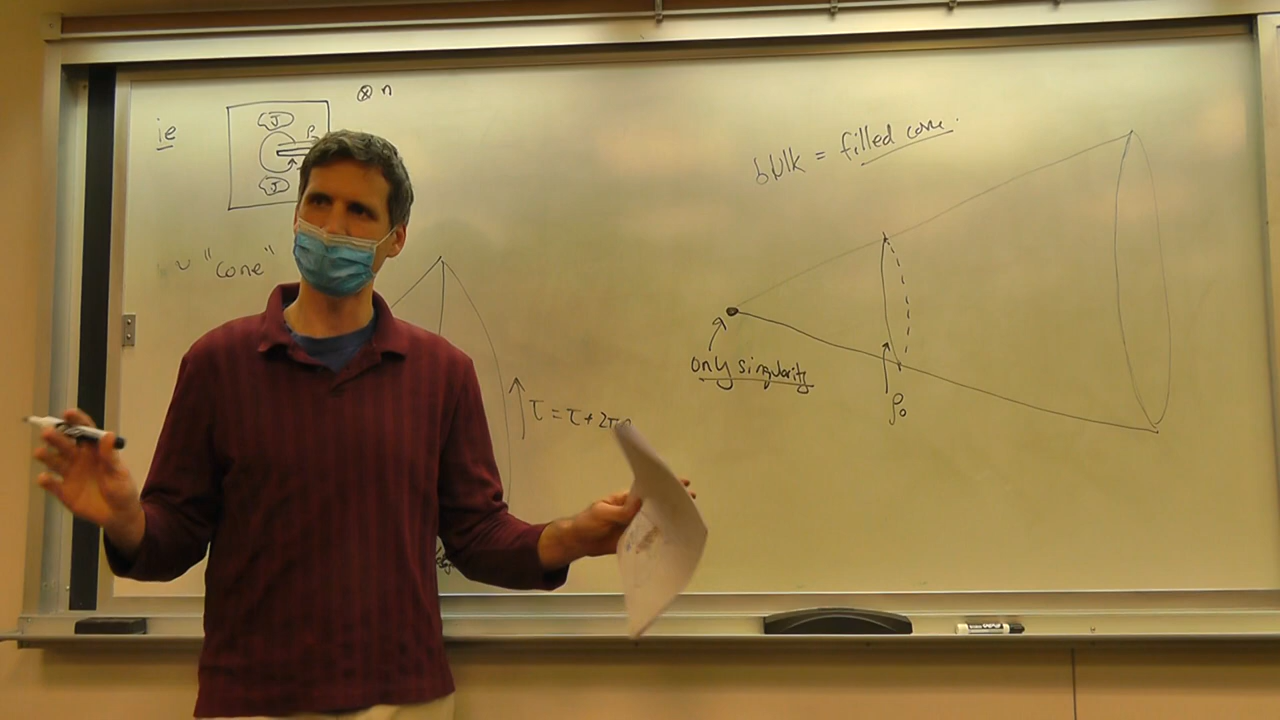 ie
J
J
ρ
⊗ n
~ "cone"
τ = τ + 2π
bulk = filled cone.
only singularity
ρ₀